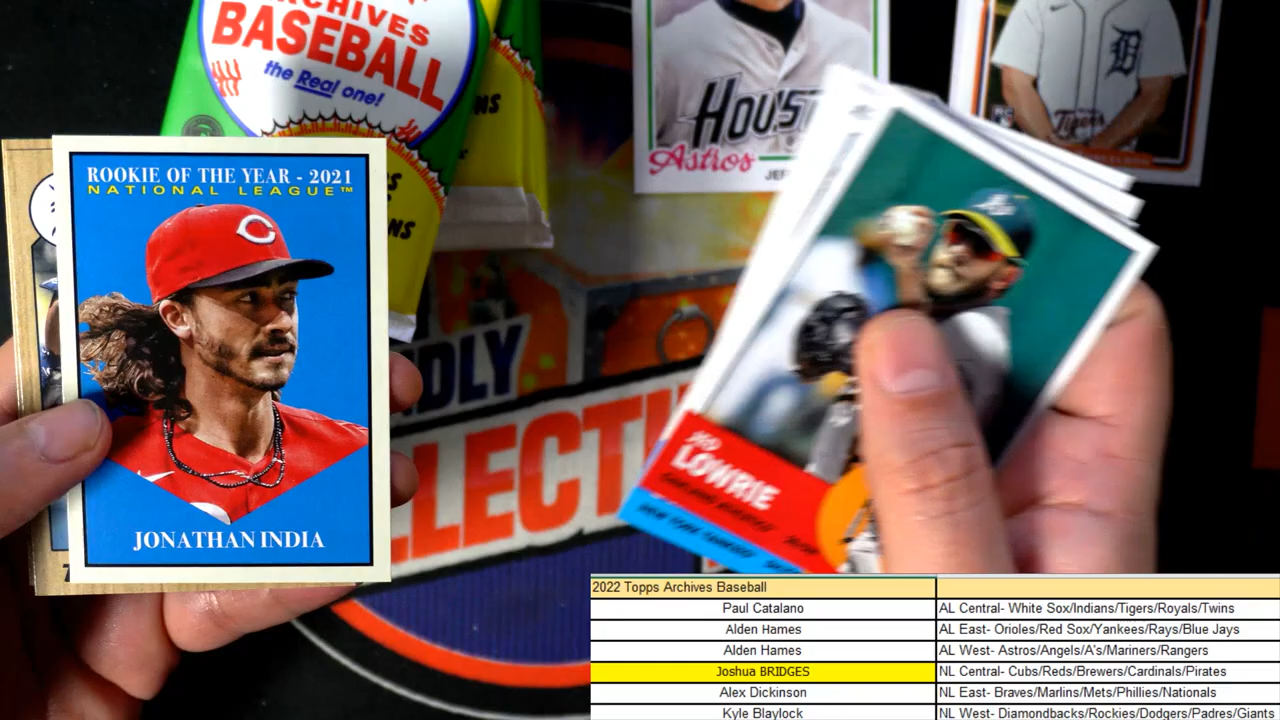 ARCHIVES
BASEBALL
the Real one!
ROOKIE OF THE YEAR - 2021
NATIONAL LEAGUE™
JONATHAN INDIA
HOUST
Astros
Tigers
JED
LOWRIE
2022 Topps Archives Baseball
Paul Catalano AL Central- White Sox/Indians/Tigers/Royals/Twins
Alden Hames AL East- Orioles/Red Sox/Yankees/Rays/Blue Jays
Alden Hames AL West- Astros/Angels/A's/Mariners/Rangers
Joshua BRIDGES NL Central- Cubs/Reds/Brewers/Cardinals/Pirates
Alex Dickinson NL East- Braves/Marlins/Mets/Phillies/Nationals
Kyle Blaylock NL West- Diamondbacks/Rockies/Dodgers/Padres/Giants